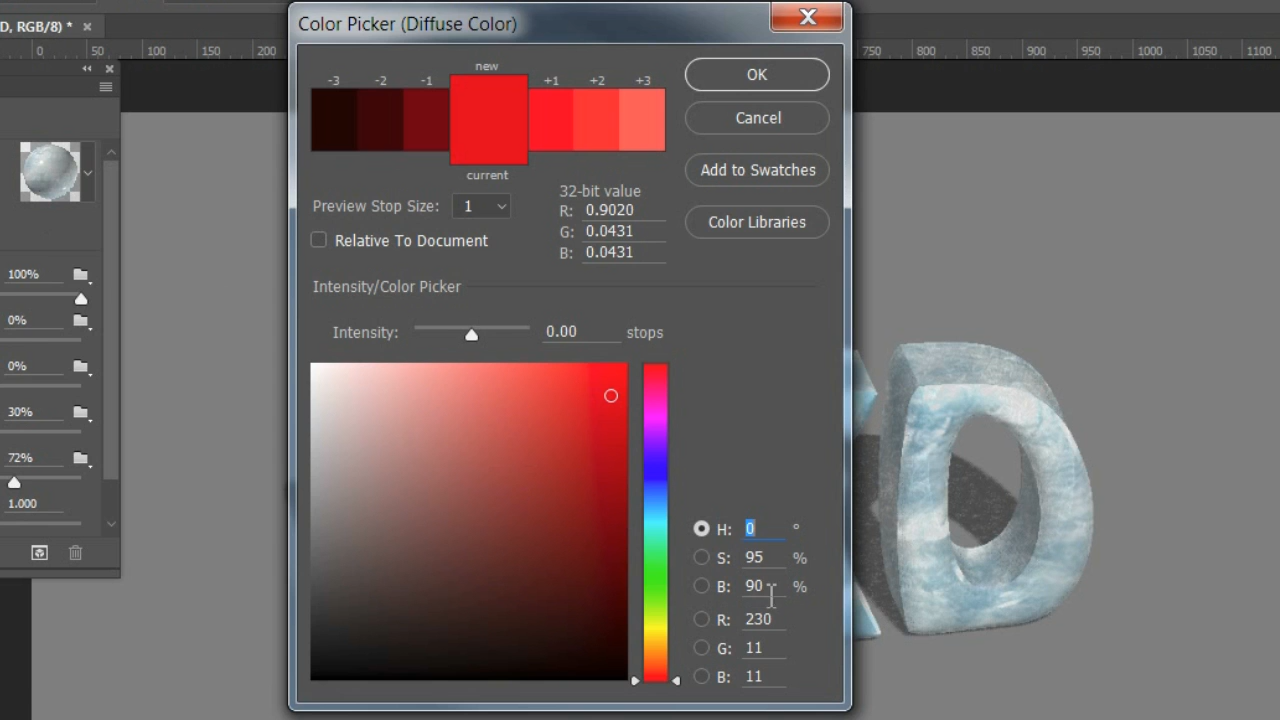 Color Picker (Diffuse Color)
D, RGB/8) *
0 50 100 150 200 750 800 850 900 950 1000 1050 1100
new
-3 -2 -1 +1 +2 +3
OK
current
Cancel
Add to Swatches
Color Libraries
Preview Stop Size: 1
Relative To Document
32-bit value
R: 0.9020
G: 0.0431
B: 0.0431
100%
0%
0%
30%
72%
1.000
Intensity/Color Picker
Intensity: 0.00 stops
H: 0 °
S: 95 %
B: 90 %
R: 230
G: 11
B: 11
D